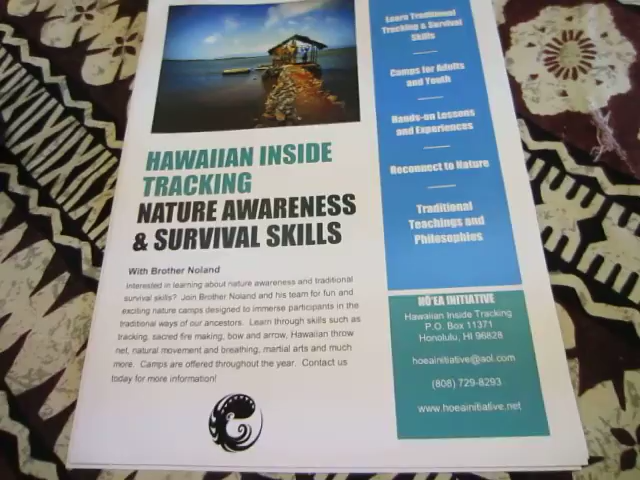 HAWAIIAN INSIDE
TRACKING
NATURE AWARENESS
& SURVIVAL SKILLS
With Brother Noland
Interested in learning about nature awareness and traditional
survival skills? Join Brother Noland and his team for fun and
exciting nature camps designed to immerse participants in the
traditional ways of our ancestors. Learn through skills such as
tracking, sacred fire making, bow and arrow, Hawaiian throw
net, natural movement and breathing, martial arts and much
more. Camps are offered throughout the year. Contact us
today for more information!
Learn Traditional
Tracking & Survival
Skills
Camps for Adults
and Youth
Hands-on Lessons
and Experiences
Reconnect to Nature
Traditional
Teachings and
Philosophies
HŌ'EA INITIATIVE
Hawaiian Inside Tracking
P.O. Box 11371
Honolulu, HI 96828
hoeainitiative@aol.com
(808) 729-8293
www.hoeainitiative.net